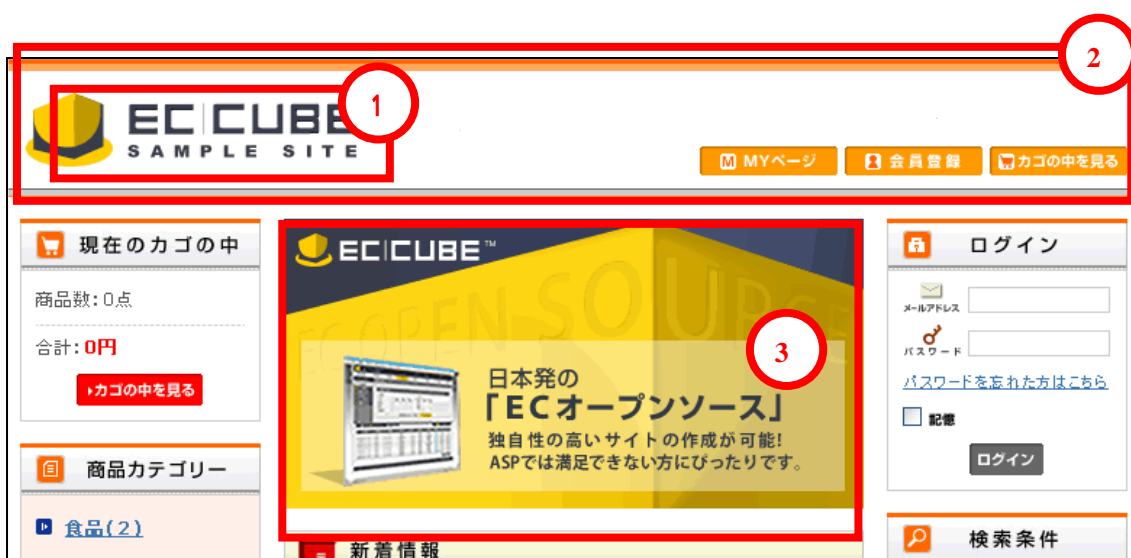 2
1
EC CUBE
SAMPLE SITE
M MYページ
会員登録
カゴの中を見る
現在のカゴの中
商品数:0点
合計:0円
カゴの中を見る
商品カテゴリー
食品(2)
EC CUBE™
EC OPEN SOURCE
3
日本発の
「ECオープンソース」
独自性の高いサイトの作成が可能!
ASPでは満足できない方にぴったりです。
新着情報
ログイン
メールアドレス
パスワード
パスワードを忘れた方はこちら
記憶
ログイン
検索条件